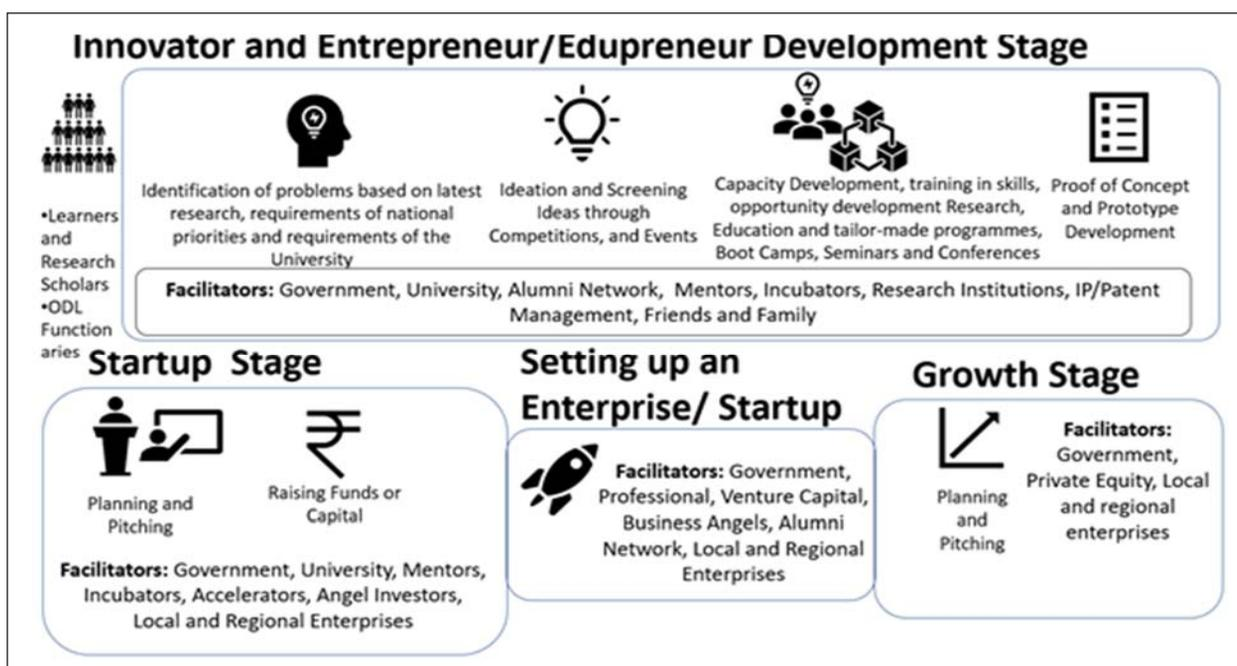 Innovator and Entrepreneur/Edupreneur Development Stage
•Learners
and
Research
Scholars
•ODL
Function
aries
Identification of problems based on latest
research, requirements of national
priorities and requirements of the
University
Ideation and Screening
Ideas through
Competitions, and Events
Capacity Development, training in skills,
opportunity development Research,
Education and tailor-made programmes,
Boot Camps, Seminars and Conferences
Proof of Concept
and Prototype
Development
Facilitators: Government, University, Alumni Network, Mentors, Incubators, Research Institutions, IP/Patent
Management, Friends and Family
Startup Stage
Planning and
Pitching
Raising Funds or
Capital
Facilitators: Government, University, Mentors,
Incubators, Accelerators, Angel Investors,
Local and Regional Enterprises
Setting up an
Enterprise/ Startup
Facilitators: Government,
Professional, Venture Capital,
Business Angels, Alumni
Network, Local and Regional
Enterprises
Growth Stage
Planning
and
Pitching
Facilitators:
Government,
Private Equity, Local
and regional
enterprises